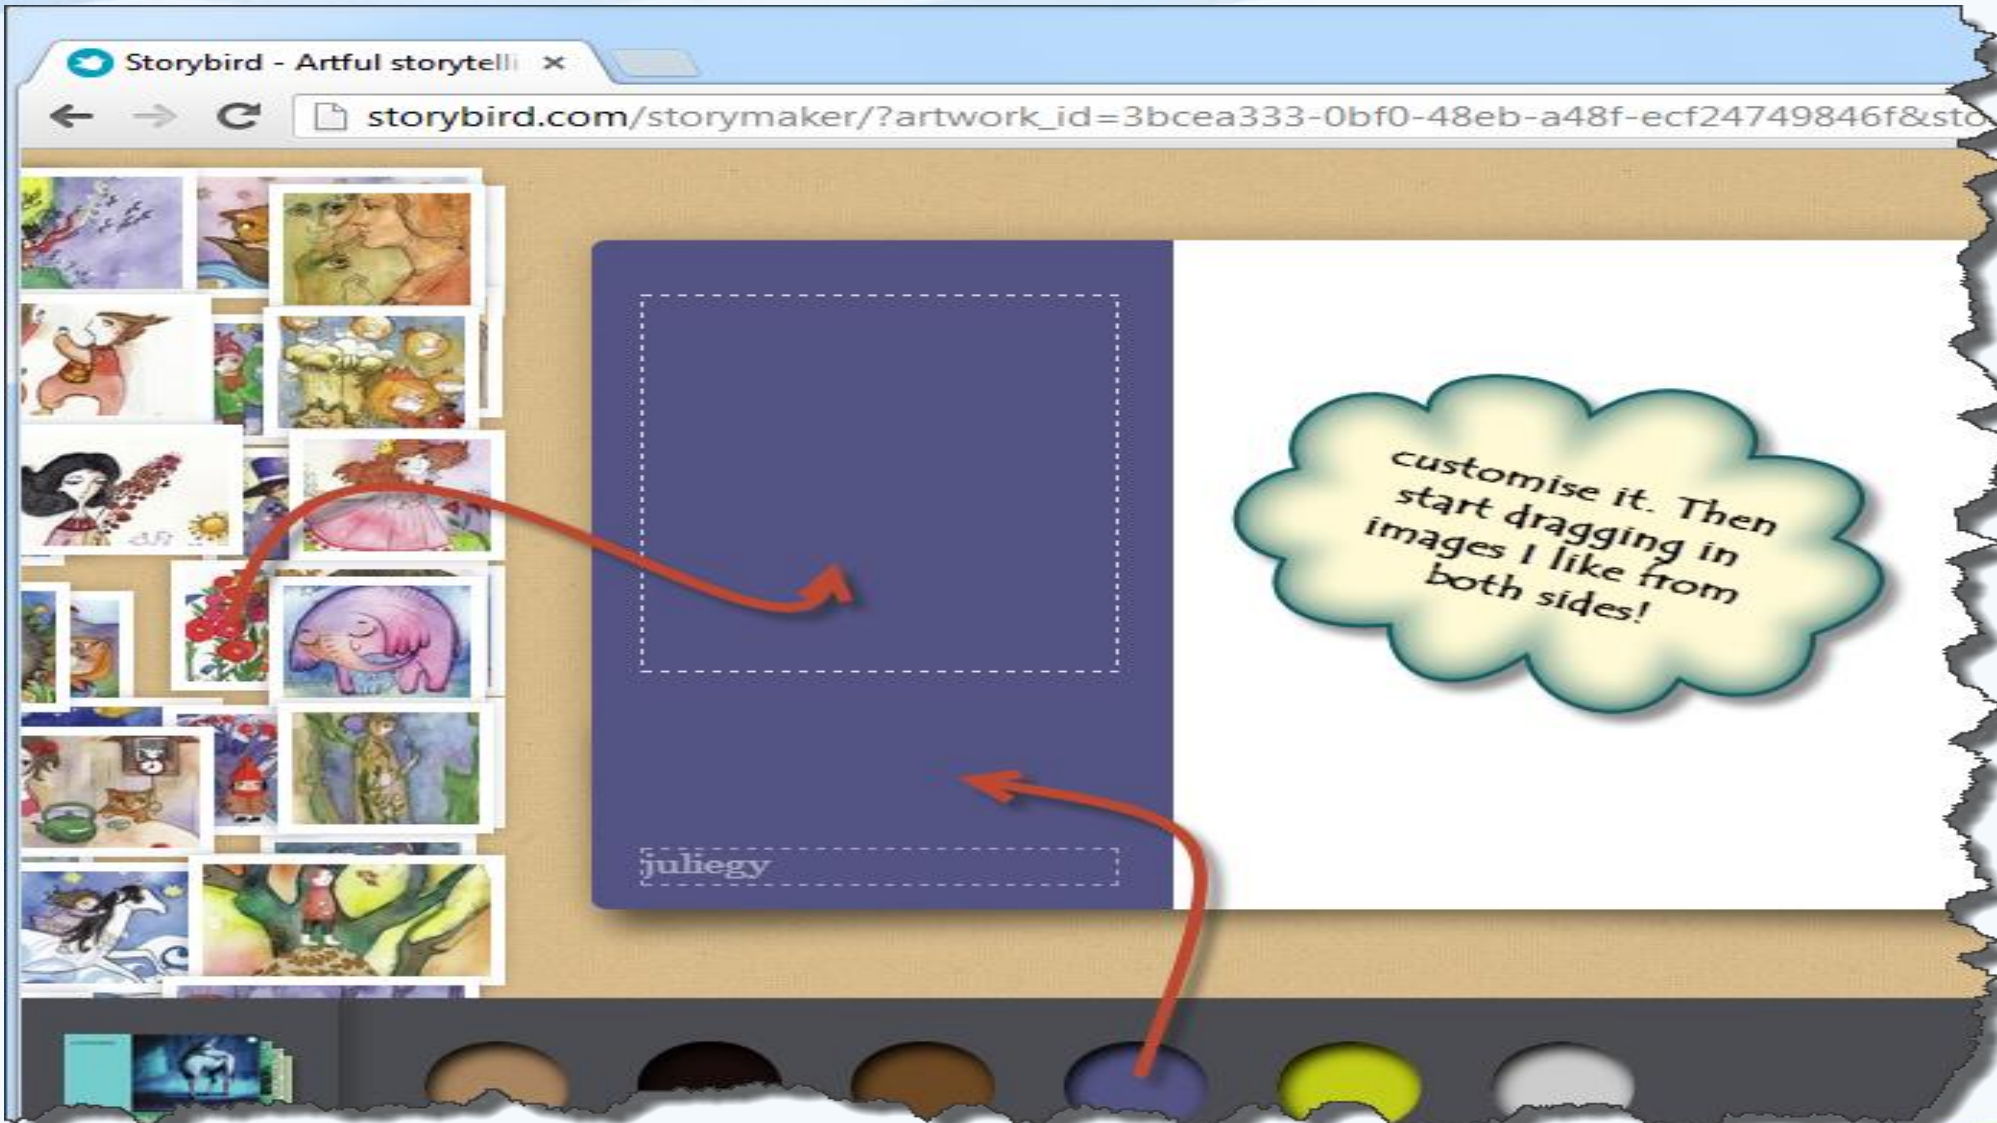 Storybird - Artful storytelli
storybird.com/storymaker/?artwork_id=3bcea333-0bf0-48eb-a48f-ecf24749846f&sto
customise it. Then
start dragging in
images I like from
both sides!
juliegy